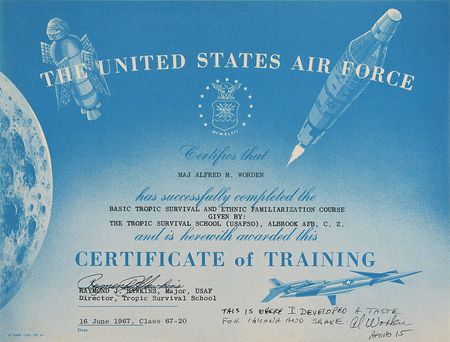 THE UNITED STATES AIR FORCE
MCMXLVII
Certifies that
MAJ ALFRED M. WORDEN
has successfully completed the
BASIC TROPIC SURVIVAL AND ETHNIC FAMILIARIZATION COURSE
GIVEN BY:
THE TROPIC SURVIVAL SCHOOL (USAFSO), ALBROOK AFB, C. Z.
and is herewith awarded this
CERTIFICATE OF TRAINING
Raymond J Hawkins
RAYMOND J. HAWKINS, Major, USAF
Director, Tropic Survival School
THIS IS WHERE I DEVELOPED A TASTE
FOR IGUANA AND SNAKE. Al Worden
APOLLO 15
16 June 1967, Class 67-20
Date